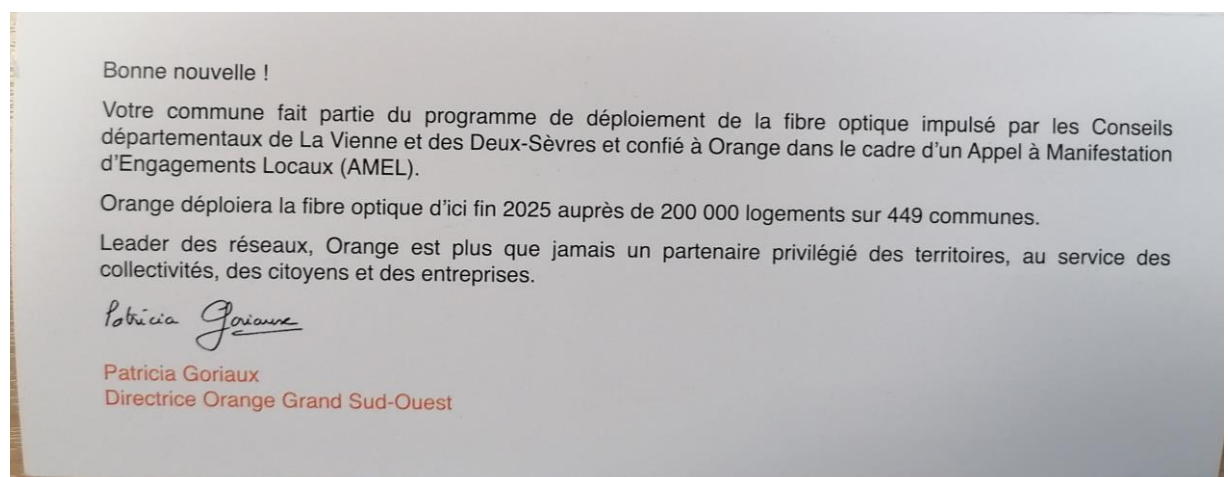 Bonne nouvelle !
Votre commune fait partie du programme de déploiement de la fibre optique impulsé par les Conseils
départementaux de La Vienne et des Deux-Sèvres et confié à Orange dans le cadre d'un Appel à Manifestation
d'Engagements Locaux (AMEL).
Orange déploiera la fibre optique d'ici fin 2025 auprès de 200 000 logements sur 449 communes.
Leader des réseaux, Orange est plus que jamais un partenaire privilégié des territoires, au service des
collectivités, des citoyens et des entreprises.
Patricia Goriaux
Patricia Goriaux
Directrice Orange Grand Sud-Ouest